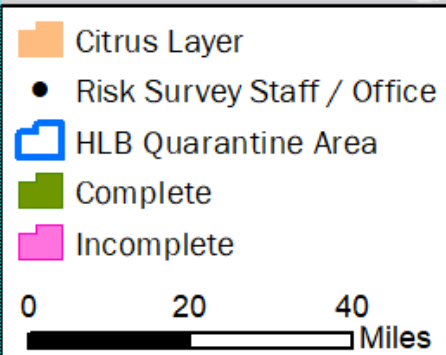 Citrus Layer
Risk Survey Staff / Office
HLB Quarantine Area
Complete
Incomplete
0 20 40
Miles